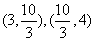 (3, 10/3), (10/3, 4)